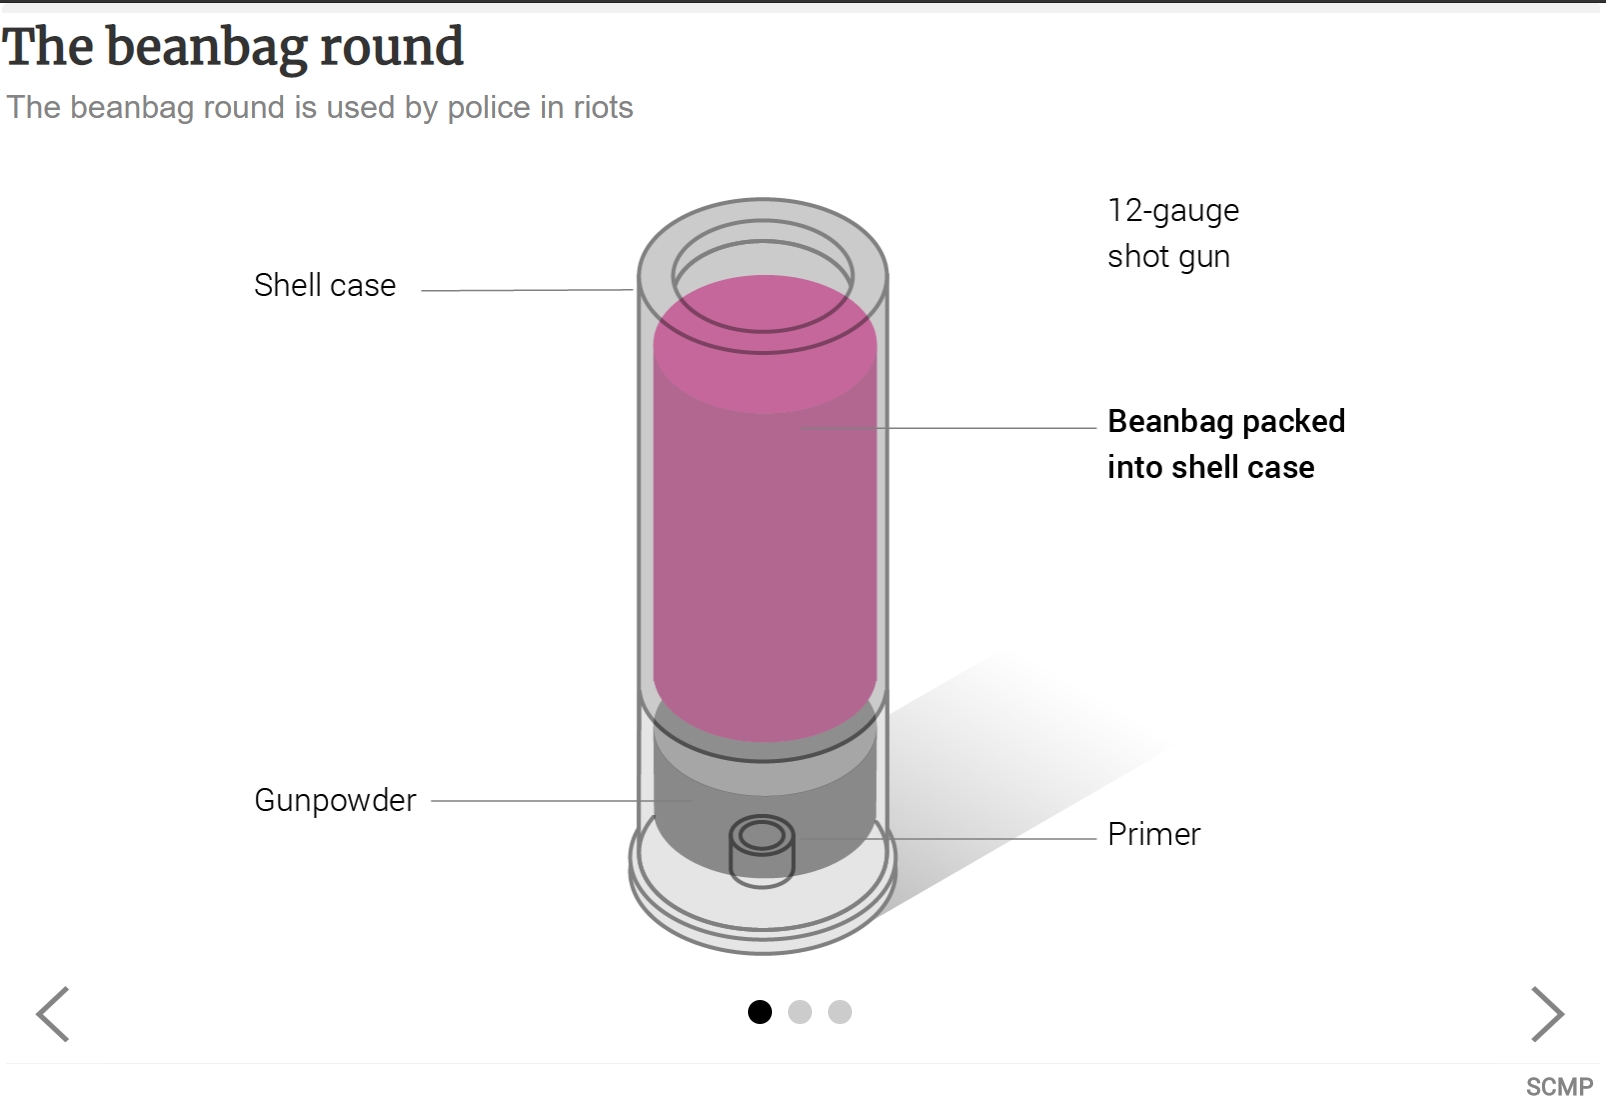 The beanbag round
The beanbag round is used by police in riots
12-gauge
shot gun
Shell case
Beanbag packed
into shell case
Gunpowder
Primer
SCMP